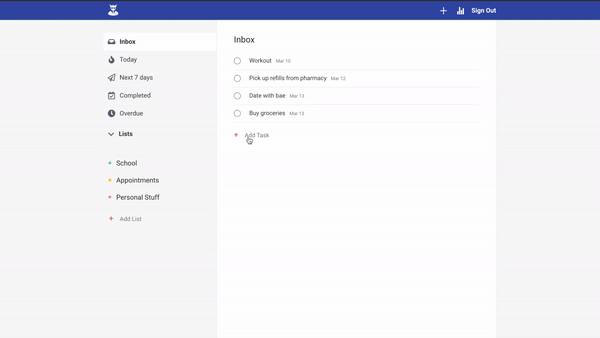 Sign Out
Inbox
Today
Next 7 days
Completed
Overdue
Lists
School
Appointments
Personal Stuff
+ Add List
Inbox
Workout Mar 10
Pick up refills from pharmacy Mar 12
Date with bae Mar 13
Buy groceries Mar 13
+ Add Task